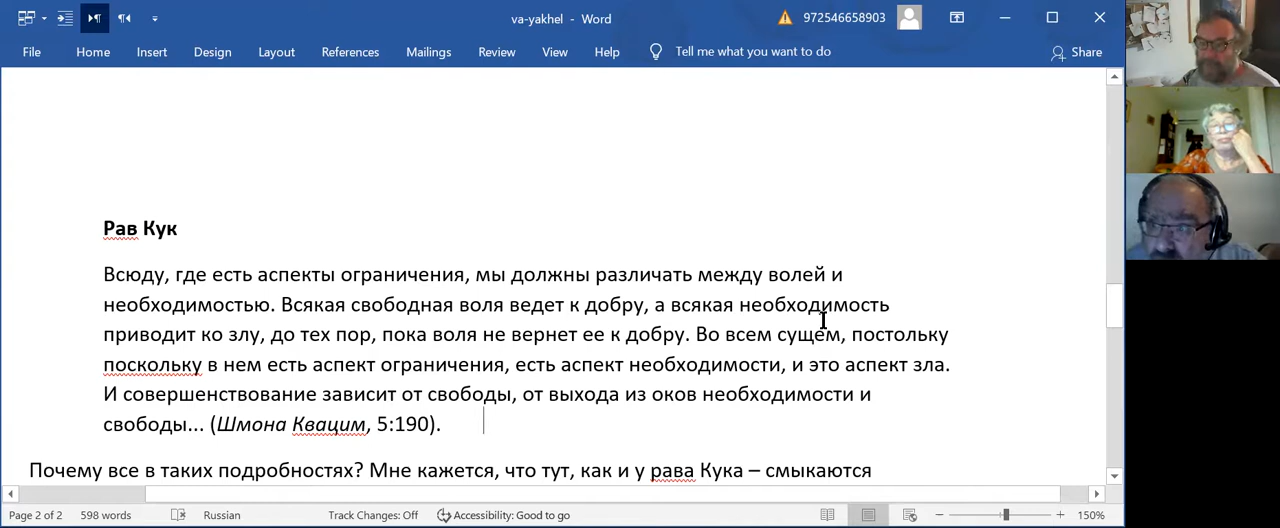 va-yakhel - Word
972546658903
File Home Insert Design Layout References Mailings Review View Help Tell me what you want to do Share
Рав Кук
Всюду, где есть аспекты ограничения, мы должны различать между волей и
необходимостью. Всякая свободная воля ведет к добру, а всякая необходимость
приводит ко злу, до тех пор, пока воля не вернет ее к добру. Во всем сущем, постольку
поскольку в нем есть аспект ограничения, есть аспект необходимости, и это аспект зла.
И совершенствование зависит от свободы, от выхода из оков необходимости и
свободы... (Шмона Квацим, 5:190).
Почему все в таких подробностях? Мне кажется, что тут, как и у рава Кука – смыкаются
Page 2 of 2 598 words Russian Track Changes: Off Accessibility: Good to go 150%